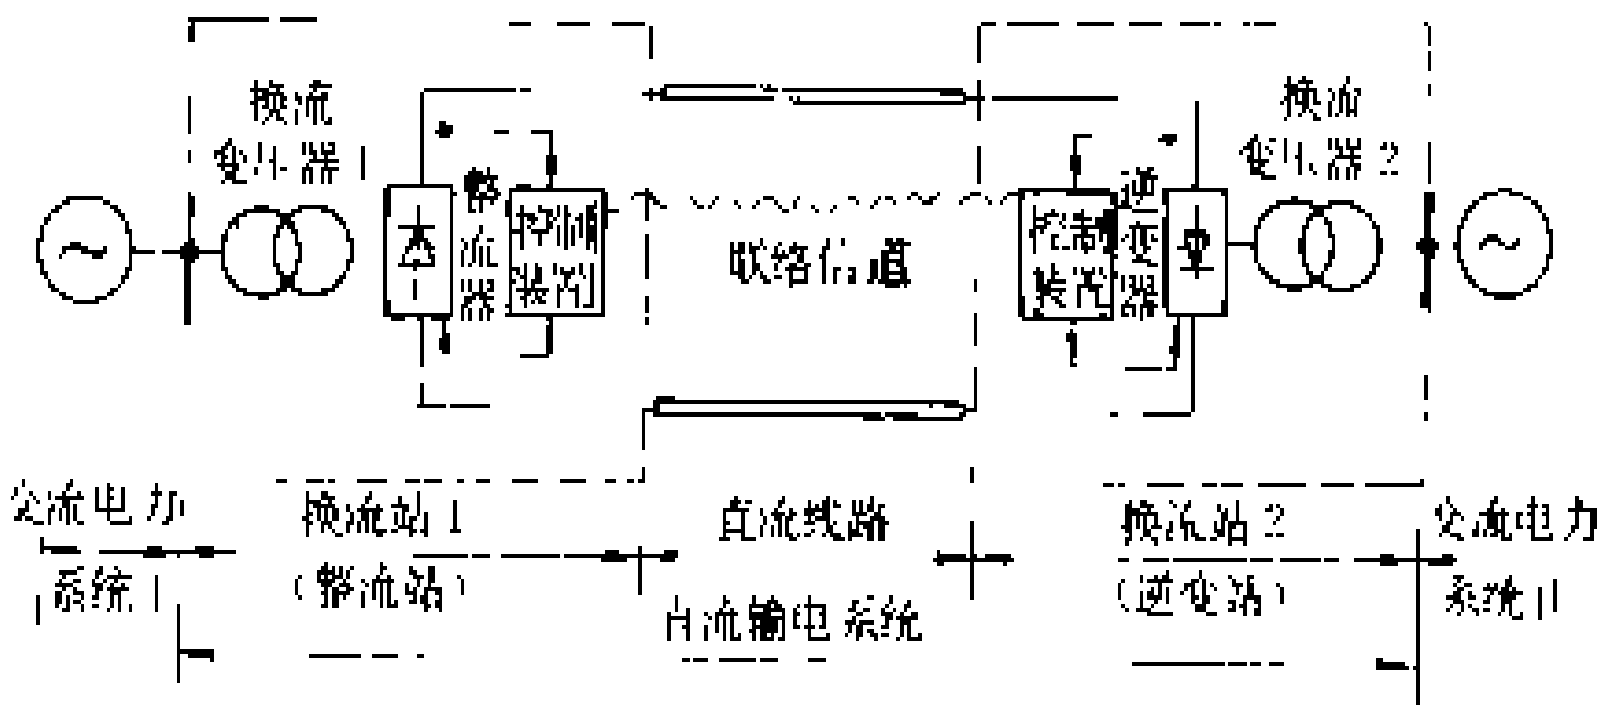 换流
变压器1
换流
变压器2
整
流
器
控制
装置
联络信道
控制
装置
逆
变
器
交流电力
系统I
换流站1
(整流站)
直流线路
换流站2
(逆变站)
交流电力
系统II
直流输电系统